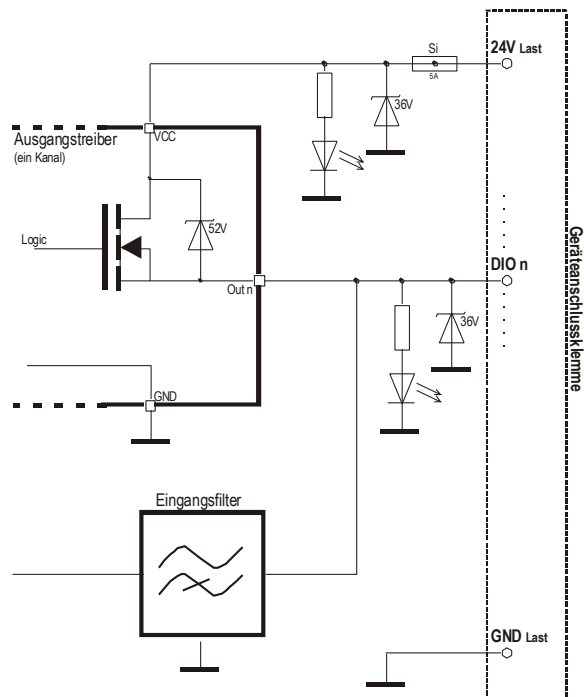 24V Last
Si
5A
36V
VCC
Ausgangstreiber
(ein Kanal)
52V
Logic
Out n
DIO n
36V
GND
Eingangsfilter
GND Last
Geräteanschlussklemme